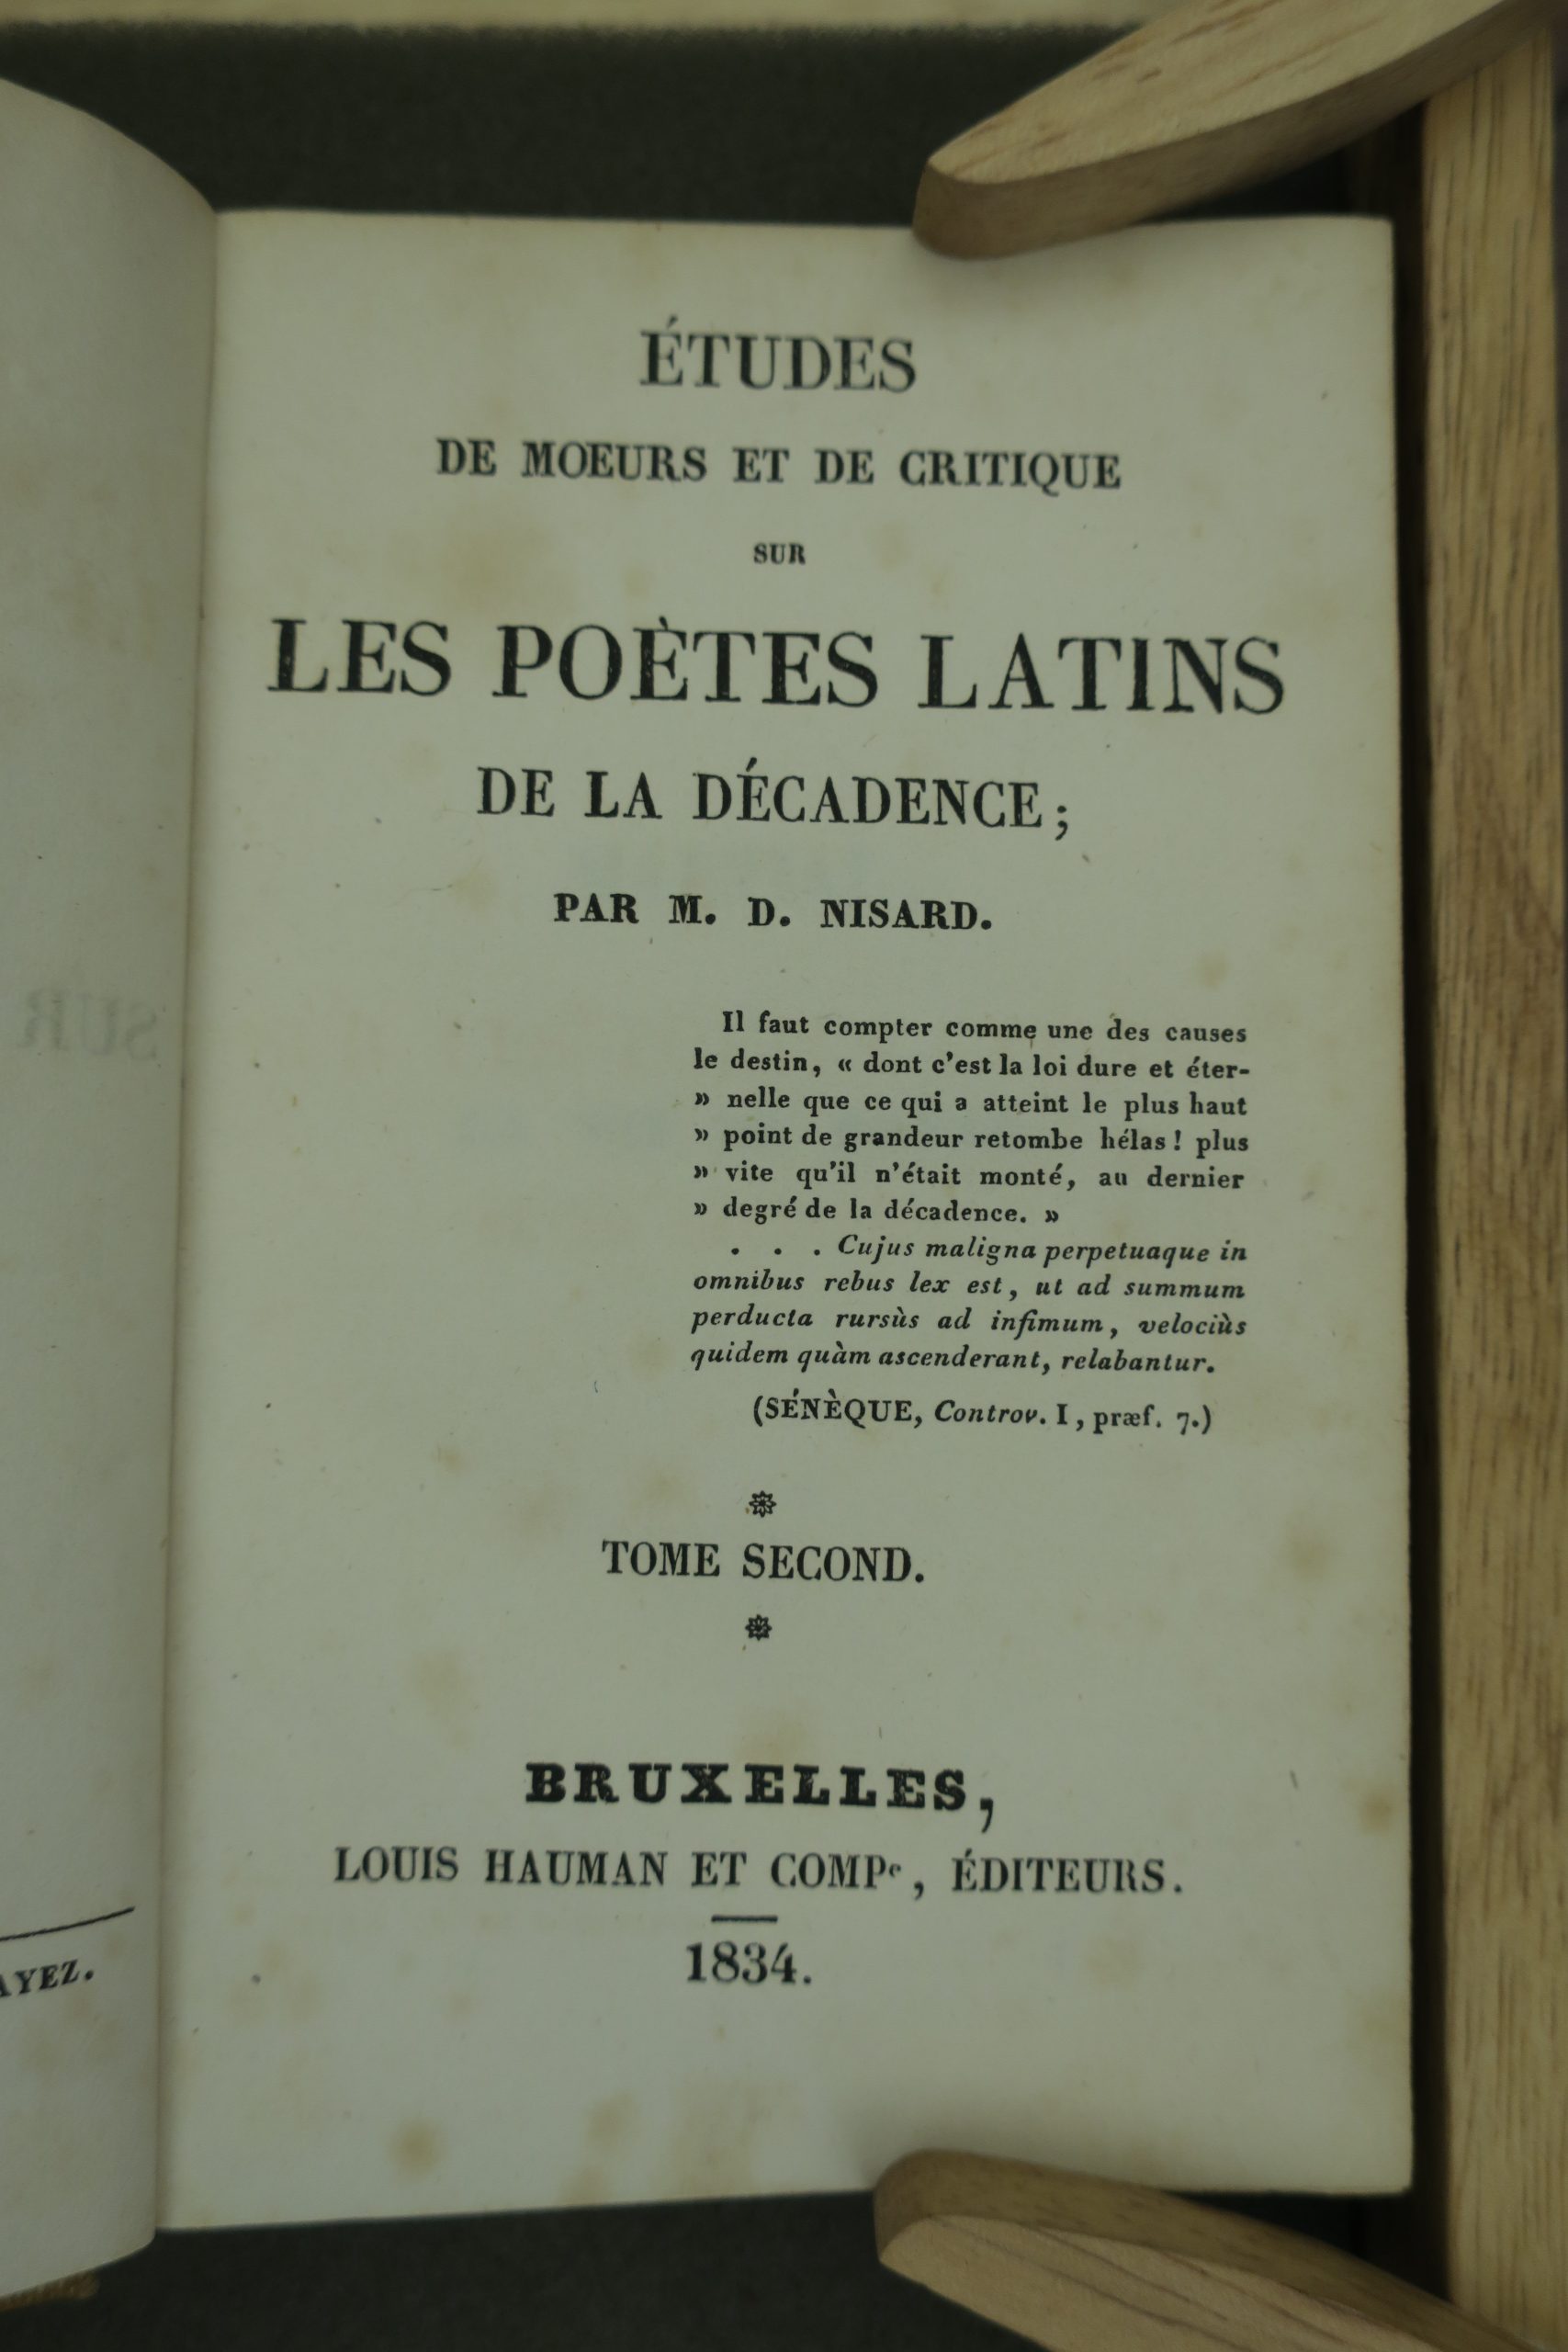 ÉTUDES
DE MOEURS ET DE CRITIQUE
SUR
LES POÈTES LATINS
DE LA DÉCADENCE;
PAR M. D. NISARD.
Il faut compter comme une des causes
le destin, « dont c'est la loi dure et éter-
» nelle que ce qui a atteint le plus haut
» point de grandeur retombe hélas! plus
» vite qu'il n'était monté, au dernier
» degré de la décadence. »
. . . Cujus maligna perpetuaque in
omnibus rebus lex est, ut ad summum
perducta rursùs ad infimum, velociùs
quidem quàm ascenderant, relabantur.
(SÉNÈQUE, Controv. I, præf. 7.)
TOME SECOND.
BRUXELLES,
LOUIS HAUMAN ET COMPe, ÉDITEURS.
1834.